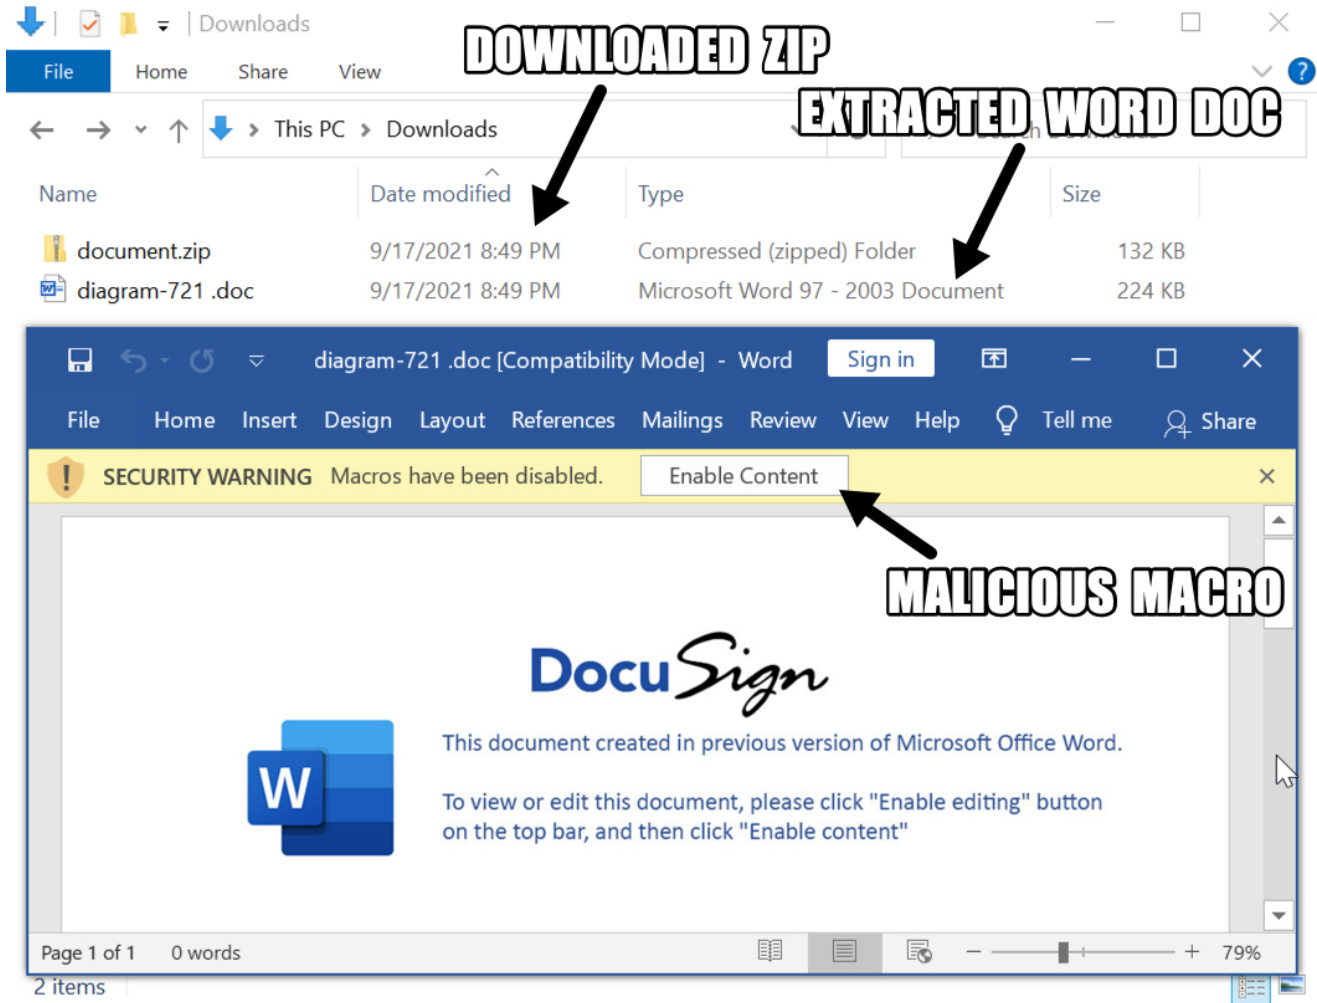 Downloads
DOWNLOADED ZIP
File Home Share View
EXTRACTED WORD DOC
This PC > Downloads
Name Date modified Type Size
document.zip 9/17/2021 8:49 PM Compressed (zipped) Folder 132 KB
diagram-721 .doc 9/17/2021 8:49 PM Microsoft Word 97 - 2003 Document 224 KB
diagram-721 .doc [Compatibility Mode] - Word Sign in
File Home Insert Design Layout References Mailings Review View Help Tell me Share
SECURITY WARNING Macros have been disabled. Enable Content
MALICIOUS MACRO
DocuSign
W
This document created in previous version of Microsoft Office Word.
To view or edit this document, please click "Enable editing" button
on the top bar, and then click "Enable content"
Page 1 of 1 0 words 79%
2 items